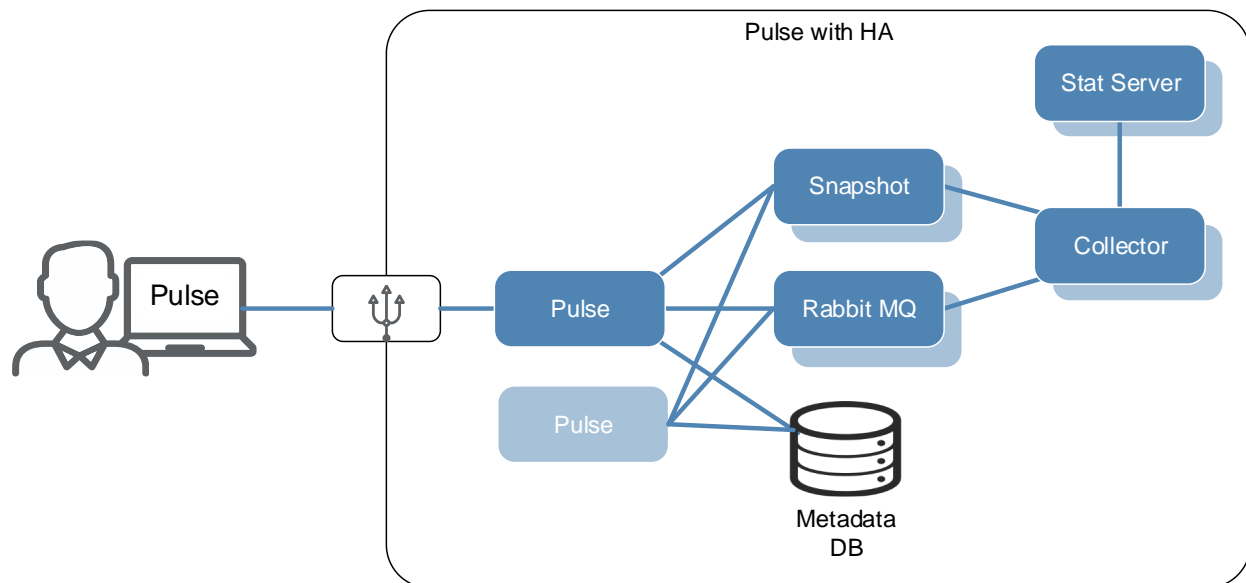 Pulse with HA
Stat Server
Snapshot
Collector
Pulse
Pulse
Rabbit MQ
Pulse
Metadata
DB